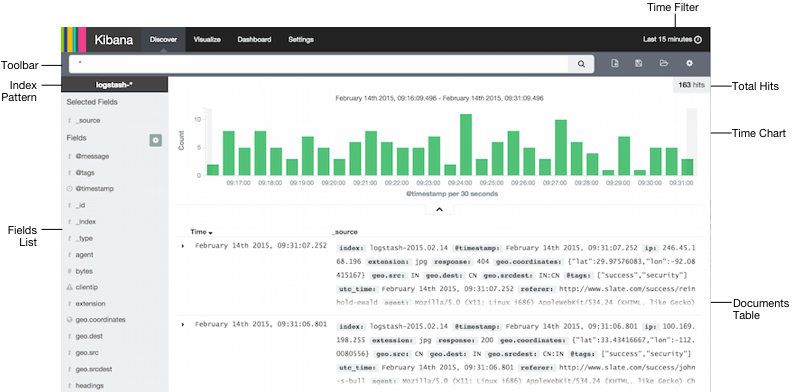 Time Filter
Kibana
Discover Visualize Dashboard Settings
Last 15 minutes
Toolbar
*
Index
Pattern
logstash-*
163 hits
Total Hits
Selected Fields
February 14th 2015, 09:16:09.496 - February 14th 2015, 09:31:09.496
t _source
Fields
Count
10
5
0
Time Chart
t @message
t @tags
@timestamp
t _id
t _index
t _type
t agent
# bytes
clientip
t extension
geo.coordinates
t geo.dest
t geo.src
t geo.srcdest
t headings
09:17:00 09:18:00 09:19:00 09:20:00 09:21:00 09:22:00 09:23:00 09:24:00 09:25:00 09:26:00 09:27:00 09:28:00 09:29:00 09:30:00 09:31:00
@timestamp per 30 seconds
Fields
List
Time _source
February 14th 2015, 09:31:07.252
index: logstash-2015.02.14 @timestamp: February 14th 2015, 09:31:07.252 ip: 246.45.1
68.196 extension: jpg response: 404 geo.coordinates: {"lat":29.97576083,"lon":-92.08
415167} geo.src: IN geo.dest: CN geo.srcdest: IN:CN @tags: ["success","security"]
utc_time: February 14th 2015, 09:31:07.252 referer: http://www.slate.com/success/rein
hold-ewald agent: Mozilla/5.0 (X11; Linux i686) AppleWebKit/534.24 (KHTML, like Gecko)
Documents
Table
February 14th 2015, 09:31:06.801
index: logstash-2015.02.14 @timestamp: February 14th 2015, 09:31:06.801 ip: 100.169.
198.255 extension: jpg response: 200 geo.coordinates: {"lat":33.43416667,"lon":-112.
0080556} geo.src: CN geo.dest: IN geo.srcdest: CN:IN @tags: ["success","security"]
utc_time: February 14th 2015, 09:31:06.801 referer: http://www.slate.com/success/john
-s-bull agent: Mozilla/5.0 (X11; Linux i686) AppleWebKit/534.24 (KHTML, like Gecko)